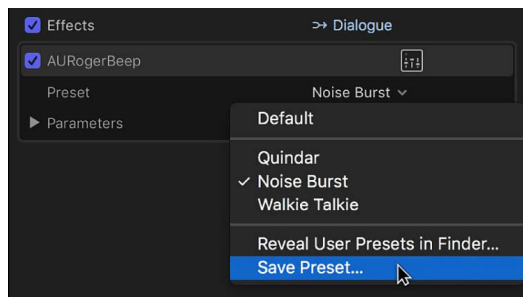 Effects
Dialogue
AURogerBeep
Preset
Noise Burst
Parameters
Default
Quindar
Noise Burst
Walkie Talkie
Reveal User Presets in Finder...
Save Preset...